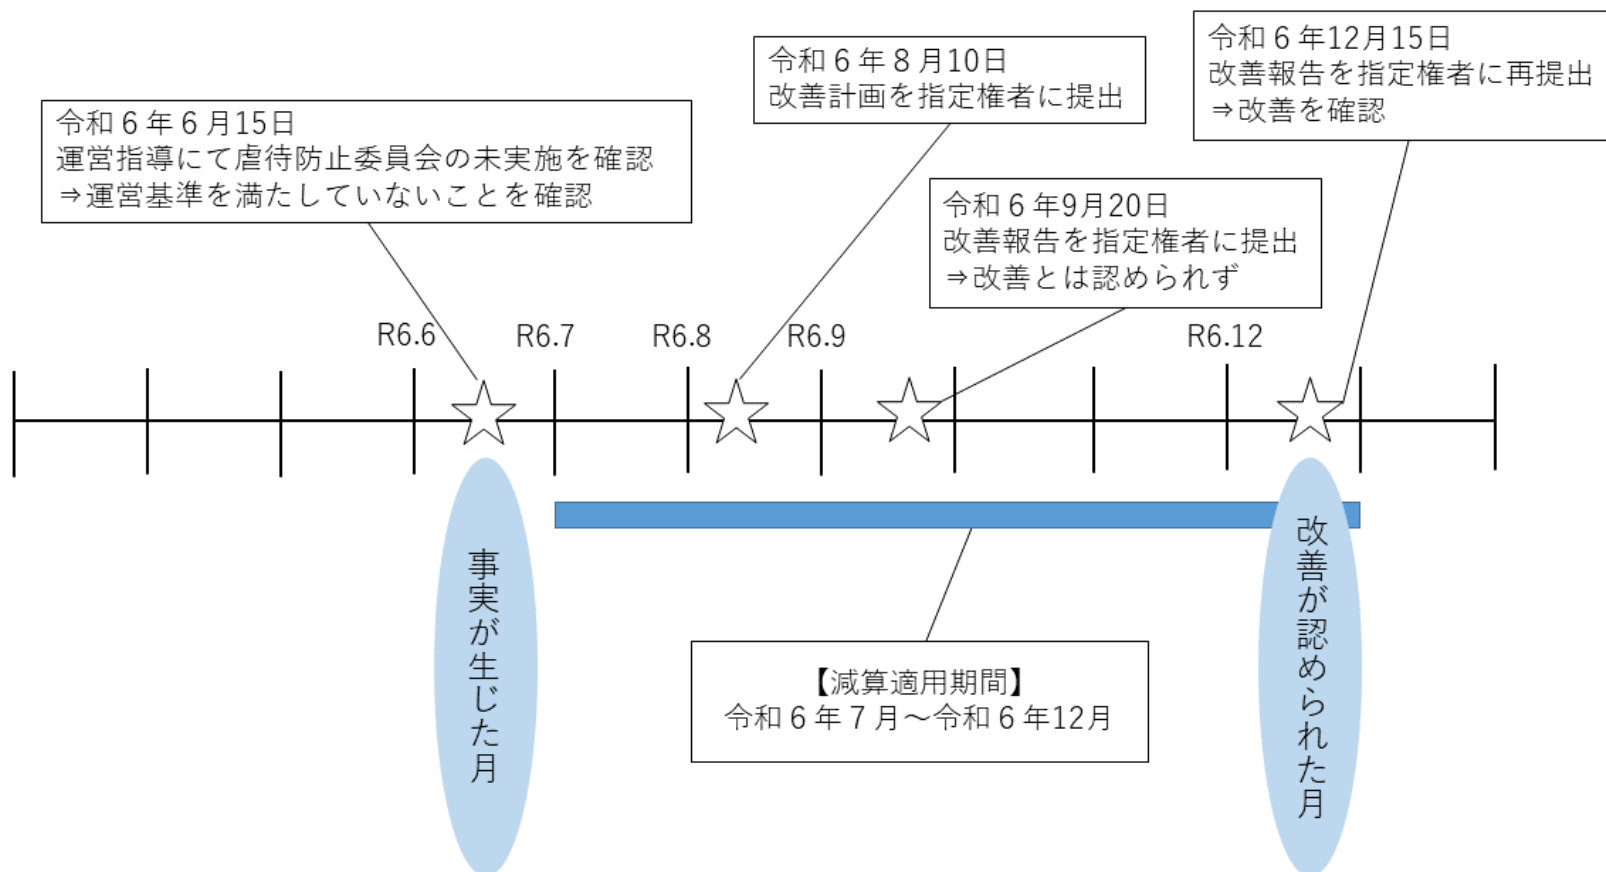 令和６年６月15日
運営指導にて虐待防止委員会の未実施を確認
⇒運営基準を満たしていないことを確認
令和６年８月10日
改善計画を指定権者に提出
令和６年12月15日
改善報告を指定権者に再提出
⇒改善を確認
令和６年9月20日
改善報告を指定権者に提出
⇒改善とは認められず
R6.6
R6.7
R6.8
R6.9
R6.12
事実が生じた月
改善が認められた月
【減算適用期間】
令和６年７月～令和６年12月